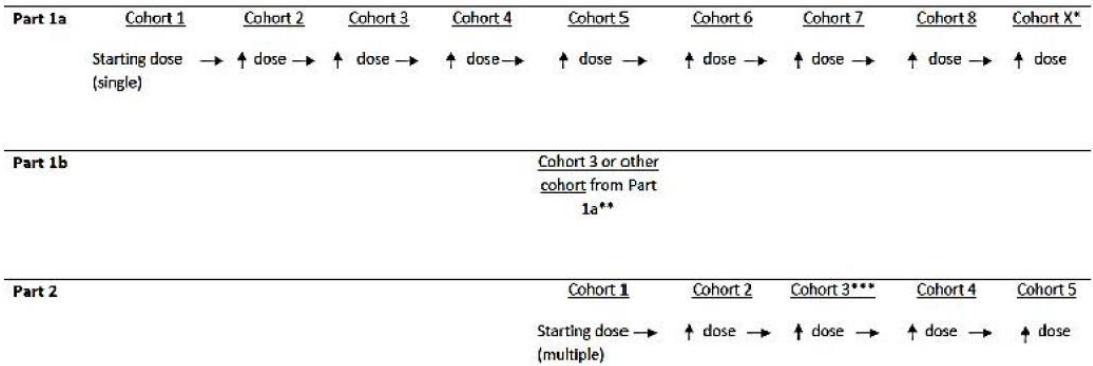 Part 1a Cohort 1 Cohort 2 Cohort 3 Cohort 4 Cohort 5 Cohort 6 Cohort 7 Cohort 8 Cohort X*
Starting dose → ↑ dose → ↑ dose → ↑ dose → ↑ dose → ↑ dose → ↑ dose → ↑ dose → ↑ dose
(single)
Part 1b Cohort 3 or other
cohort from Part
1a**
Part 2 Cohort 1 Cohort 2 Cohort 3*** Cohort 4 Cohort 5
Starting dose → ↑ dose → ↑ dose → ↑ dose → ↑ dose
(multiple)